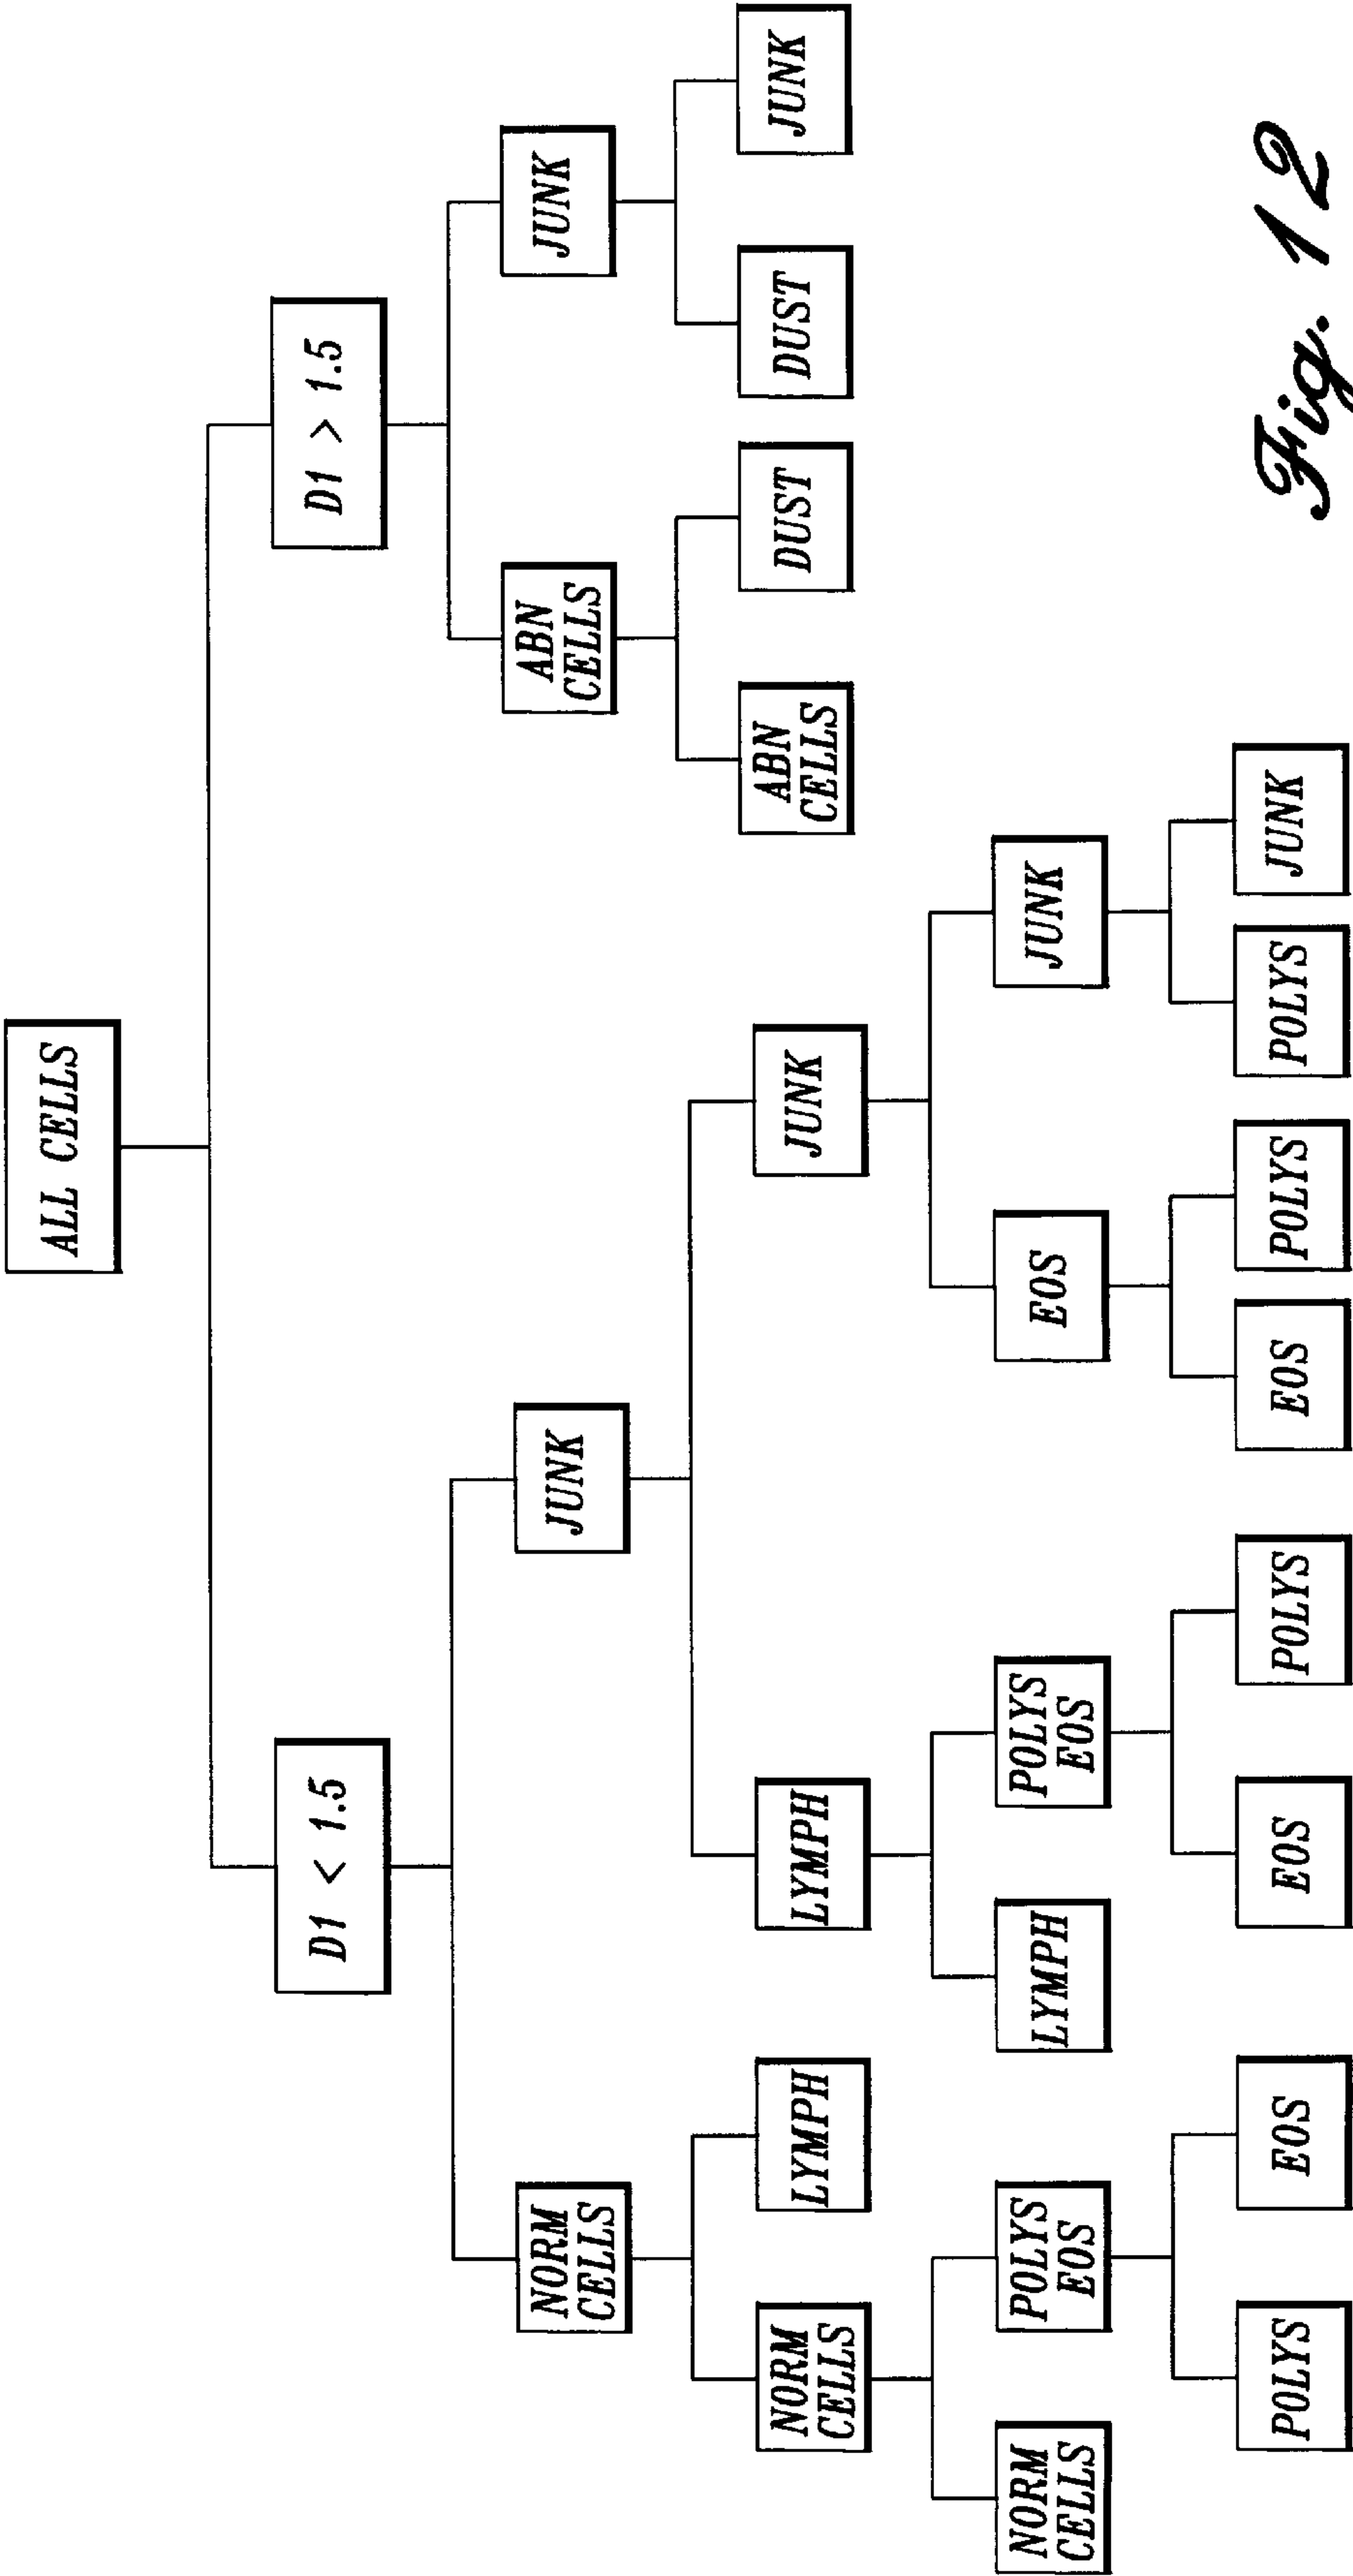 ALL CELLS
D1 < 1.5
D1 > 1.5
NORM
CELLS
JUNK
ABN
CELLS
JUNK
NORM
CELLS
LYMPH
LYMPH
JUNK
ABN
CELLS
DUST
DUST
JUNK
NORM
CELLS
POLYS
EOS
LYMPH
POLYS
EOS
EOS
JUNK
POLYS
EOS
EOS
POLYS
EOS
POLYS
POLYS
JUNK
Fig. 12